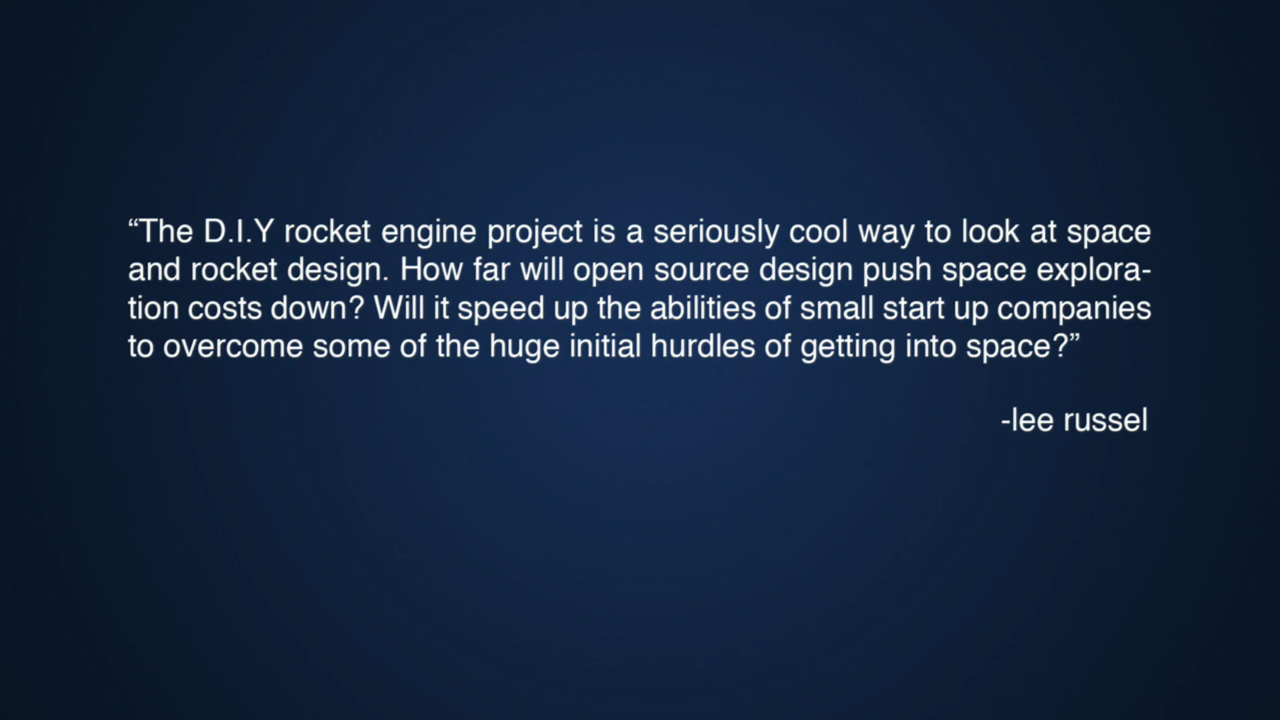 “The D.I.Y rocket engine project is a seriously cool way to look at space
and rocket design. How far will open source design push space explora-
tion costs down? Will it speed up the abilities of small start up companies
to overcome some of the huge initial hurdles of getting into space?”
-lee russel